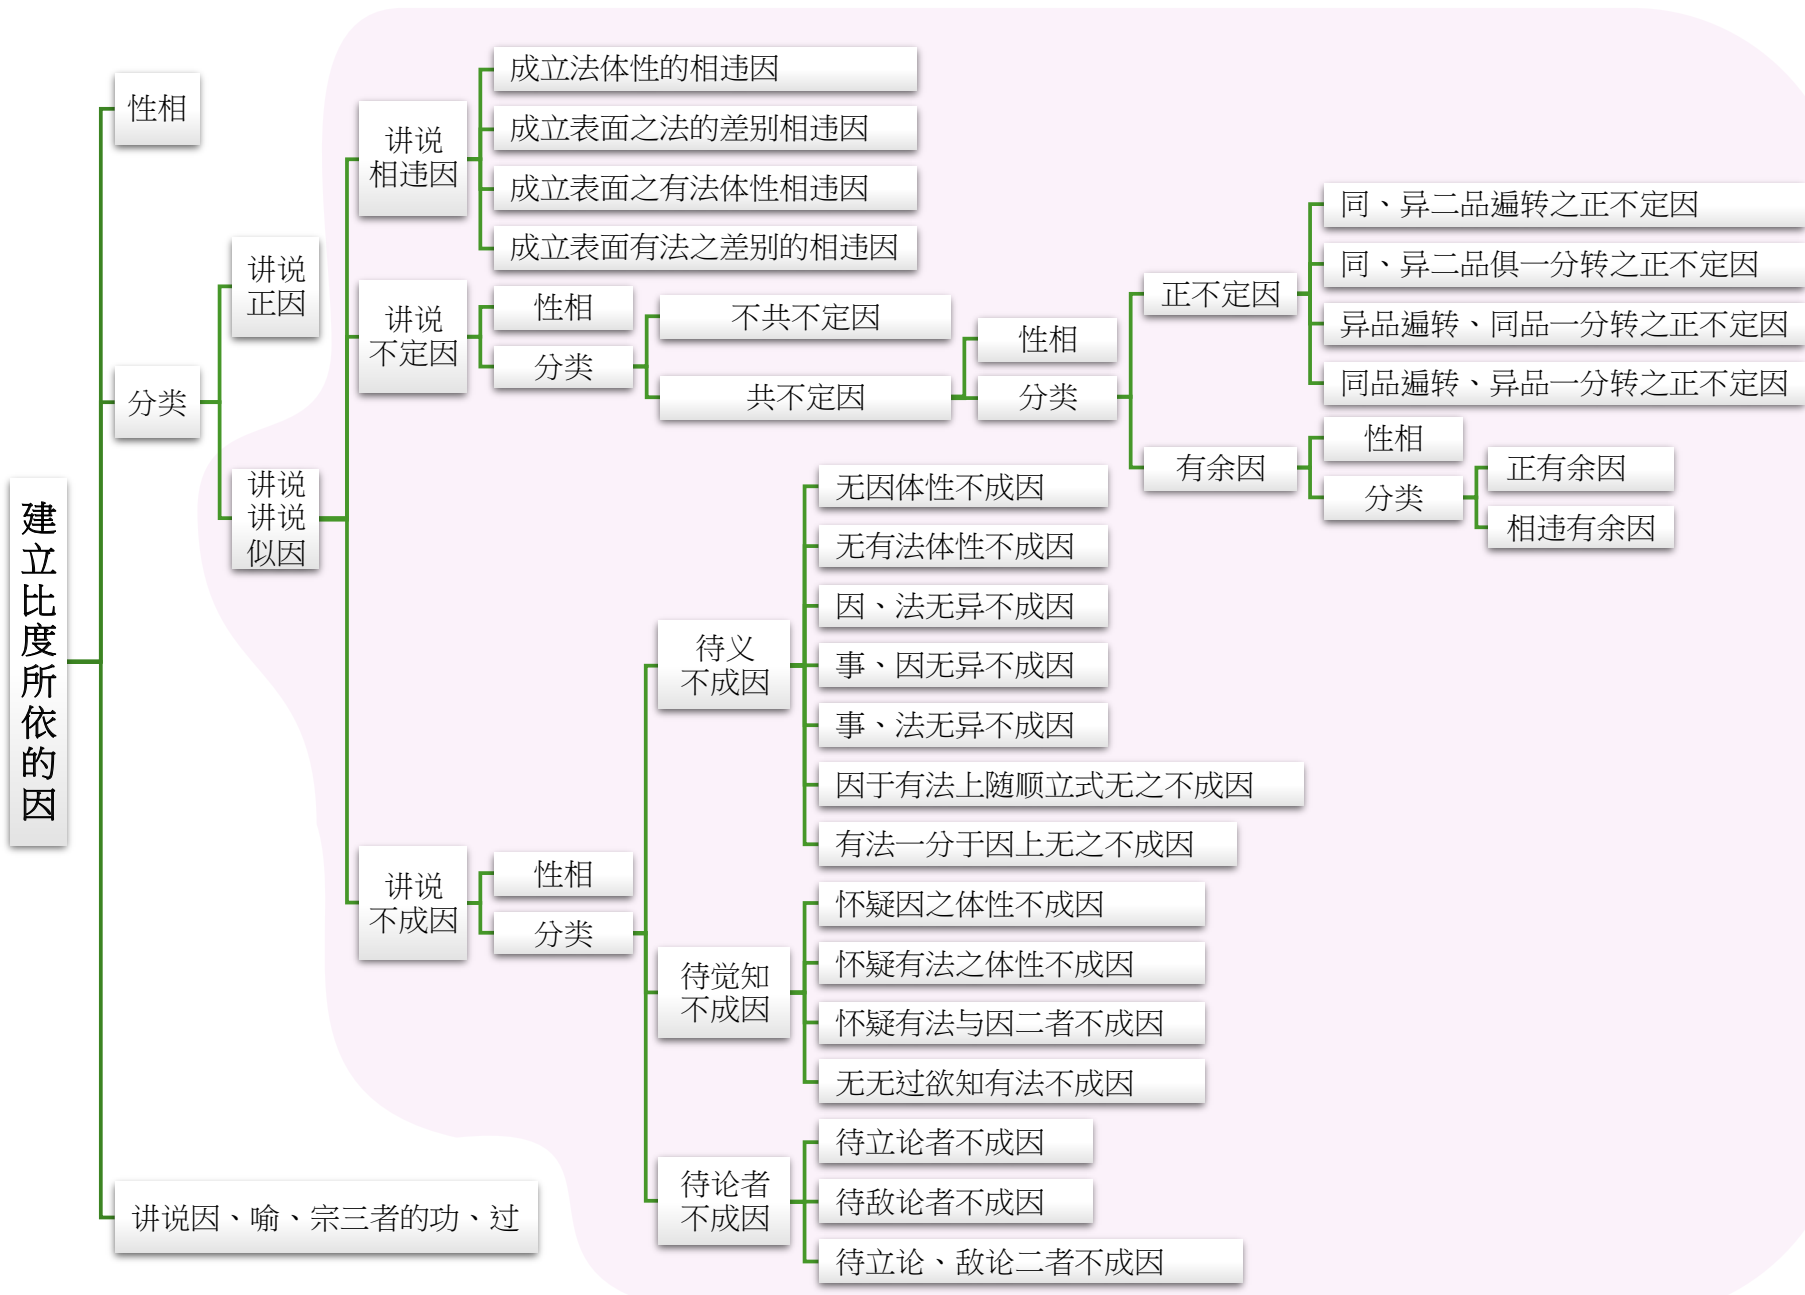 建立比度所依的因
性相
分类
讲说
正因
讲说
讲说
似因
讲说
相违因
成立法体性的相违因
成立表面之法的差别相违因
成立表面之有法体性相违因
成立表面有法之差别的相违因
讲说
不定因
性相
分类
不共不定因
共不定因
性相
分类
正不定因
同、异二品遍转之正不定因
同、异二品俱一分转之正不定因
异品遍转、同品一分转之正不定因
同品遍转、异品一分转之正不定因
有余因
性相
分类
正有余因
相违有余因
讲说
不成因
性相
分类
待义
不成因
无因体性不成因
无有法体性不成因
因、法无异不成因
事、因无异不成因
事、法无异不成因
因于有法上随顺立式无之不成因
有法一分于因上无之不成因
待觉知
不成因
怀疑因之体性不成因
怀疑有法之体性不成因
怀疑有法与因二者不成因
无无过欲知有法不成因
待论者
不成因
待立论者不成因
待敌论者不成因
待立论、敌论二者不成因
讲说因、喻、宗三者的功、过